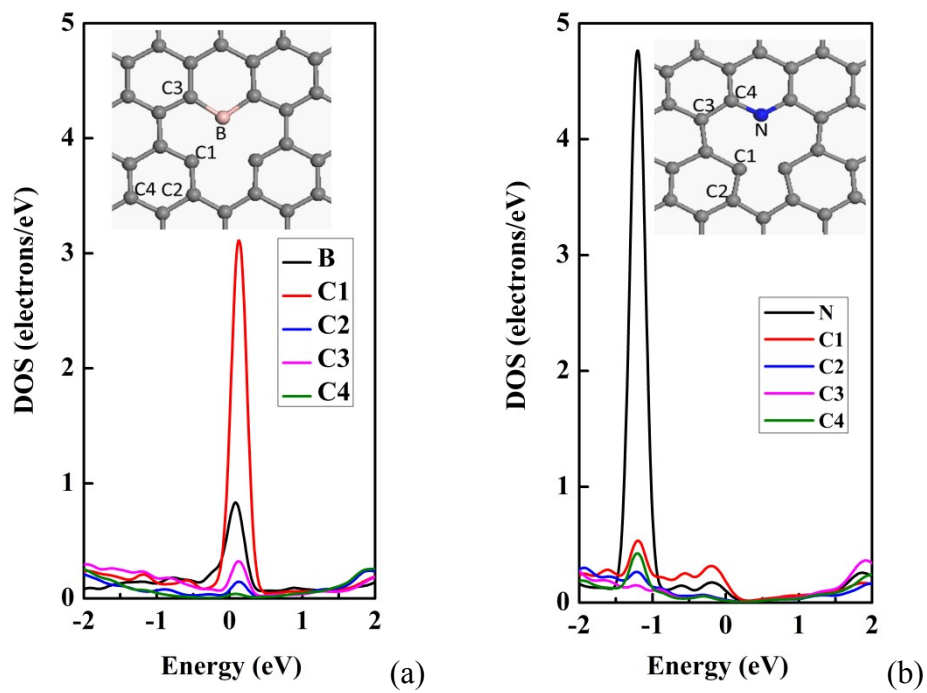 5
4
3
2
1
0
DOS (electrons/eV)
-2
-1
0
1
2
Energy (eV)
C3
B
C1
C4
C2
B
C1
C2
C3
C4
(a)
5
4
3
2
1
0
DOS (electrons/eV)
-2
-1
0
1
2
Energy (eV)
C4
C3
N
C1
C2
N
C1
C2
C3
C4
(b)